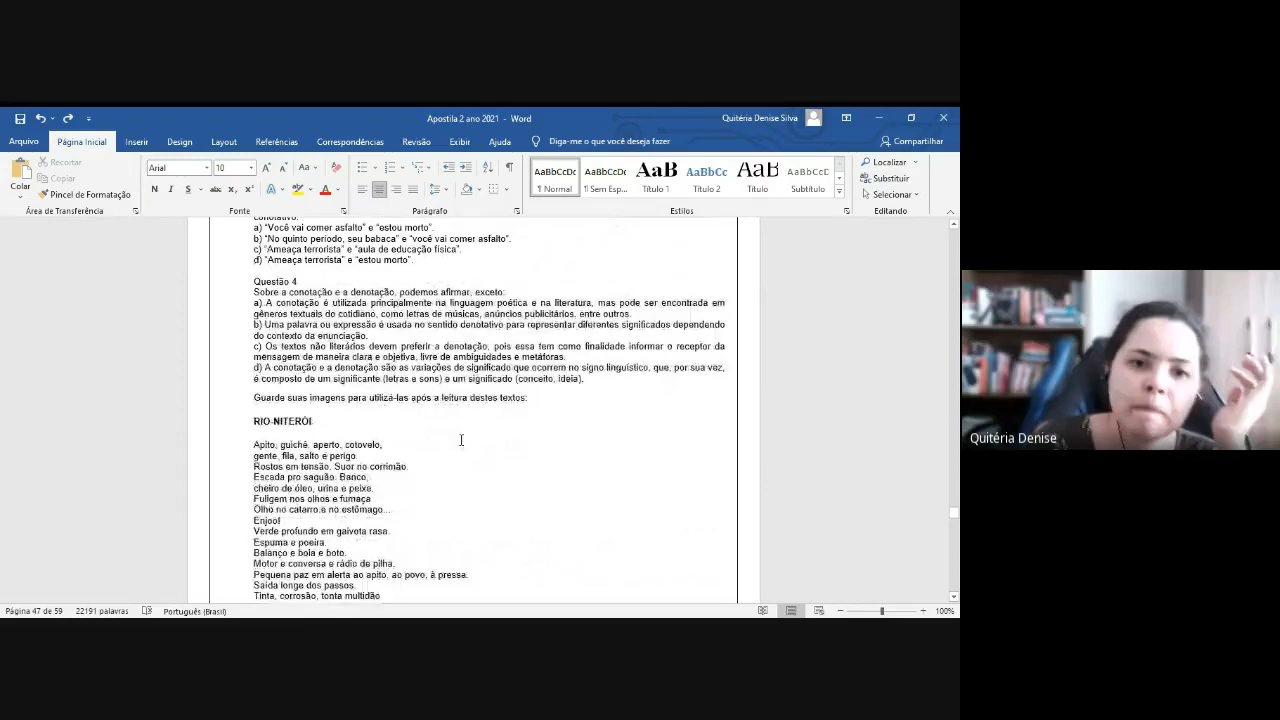 Apostila 2 ano 2021 - Word
Quitéria Denise Silva
Arquivo Página Inicial Inserir Design Layout Referências Correspondências Revisão Exibir Ajuda Diga-me o que você deseja fazer Compartilhar
Colar
Recortar
Copiar
Pincel de Formatação
Área de Transferência
Arial 10
Fonte
Parágrafo
AaBbCcDc AaBbCcDc AaB AaBbCc AaB AaBbCcD
¶ Normal ¶ Sem Esp... Título 1 Título 2 Título Subtítulo
Estilos
Localizar
Substituir
Selecionar
Editando
conotativo.
a) “Você vai comer asfalto” e “estou morto”.
b) “No quinto período, seu babaca” e “você vai comer asfalto”.
c) “Ameaça terrorista” e “aula de educação física”.
d) “Ameaça terrorista” e “estou morto”.
Questão 4
Sobre a conotação e a denotação, podemos afirmar, exceto:
a) A conotação é utilizada principalmente na linguagem poética e na literatura, mas pode ser encontrada em
gêneros textuais do cotidiano, como letras de músicas, anúncios publicitários, entre outros.
b) Uma palavra ou expressão é usada no sentido denotativo para representar diferentes significados dependendo
do contexto da enunciação.
c) Os textos não literários devem preferir a denotação, pois essa tem como finalidade informar o receptor da
mensagem de maneira clara e objetiva, livre de ambiguidades e metáforas.
d) A conotação e a denotação são as variações de significado que ocorrem no signo linguístico, que, por sua vez,
é composto de um significante (letras e sons) e um significado (conceito, ideia).
Guarde suas imagens para utilizá-las após a leitura destes textos:
RIO-NITERÓI
Apito, guichê, aperto, cotovelo,
gente, fila, salto e perigo.
Rostos em tensão. Suor no corrimão.
Escada pro saguão. Banco,
cheiro de óleo, urina e peixe.
Fuligem nos olhos e fumaça
Olho no catarro e no estômago...
Enjoo!
Verde profundo em gaivota rasa.
Espuma e poeira.
Balanço e boia e boto.
Motor e conversa e rádio de pilha.
Pequena paz em alerta ao apito, ao povo, à pressa.
Saída longe dos passos.
Tinta, corrosão, tonta multidão
Página 47 de 59 22191 palavras Português (Brasil) 100%
Quitéria Denise